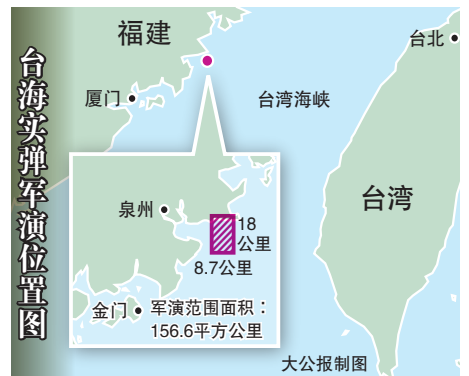 台海实弹军演位置图
福建
台北
厦门
台湾海峡
台湾
泉州
18
公里
8.7公里
金门
军演范围面积：
156.6平方公里
大公报制图